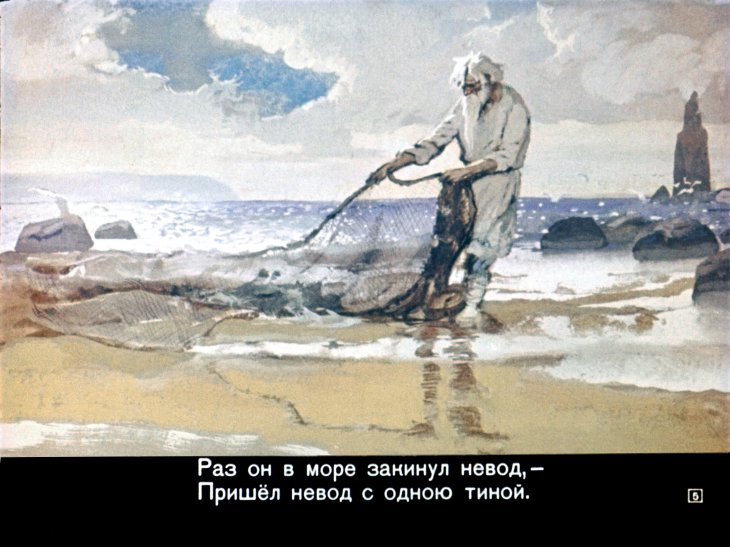 Раз он в море закинул невод,—
Пришёл невод с одною тиной.
5